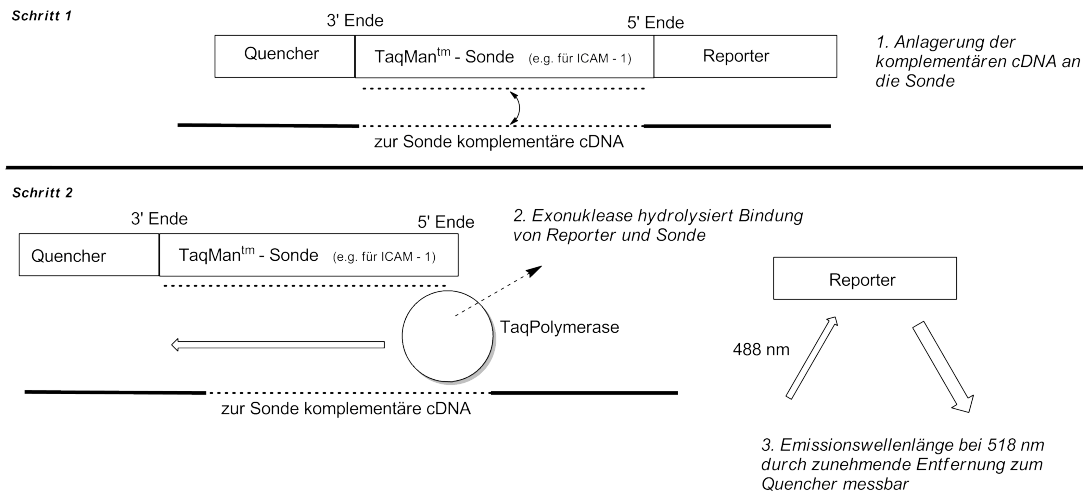 Schritt 1
3' Ende
5' Ende
Quencher
TaqMan™ - Sonde (e.g. für ICAM - 1)
Reporter
1. Anlagerung der
komplementären cDNA an
die Sonde
zur Sonde komplementäre cDNA
Schritt 2
3' Ende
5' Ende
2. Exonuklease hydrolysiert Bindung
von Reporter und Sonde
Quencher
TaqMan™ - Sonde (e.g. für ICAM - 1)
Reporter
TaqPolymerase
488 nm
zur Sonde komplementäre cDNA
3. Emissionswellenlänge bei 518 nm
durch zunehmende Entfernung zum
Quencher messbar